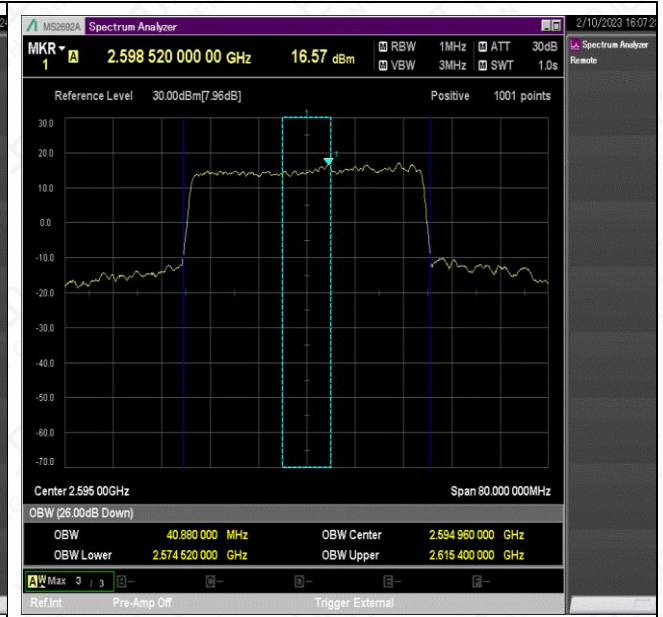 MS2692A Spectrum Analyzer
2/10/2023 16:07:2
MKR 1 A 2.598 520 000 00 GHz 16.57 dBm M RBW 1MHz M ATT 30dB
M VBW 3MHz M SWT 1.0s
Spectrum Analyzer
Remote
Reference Level 30.00dBm[7.96dB] Positive 1001 points
30.0
20.0
10.0
0.0
-10.0
-20.0
-30.0
-40.0
-50.0
-60.0
-70.0
1
1
Center 2.595 00GHz Span 80.000 000MHz
OBW (26.00dB Down)
OBW 40.880 000 MHz OBW Center 2.594 960 000 GHz
OBW Lower 2.574 520 000 GHz OBW Upper 2.615 400 000 GHz
A W Max 3 / 3 B- C- D- E- F-
Ref.Int Pre-Amp Off Trigger External